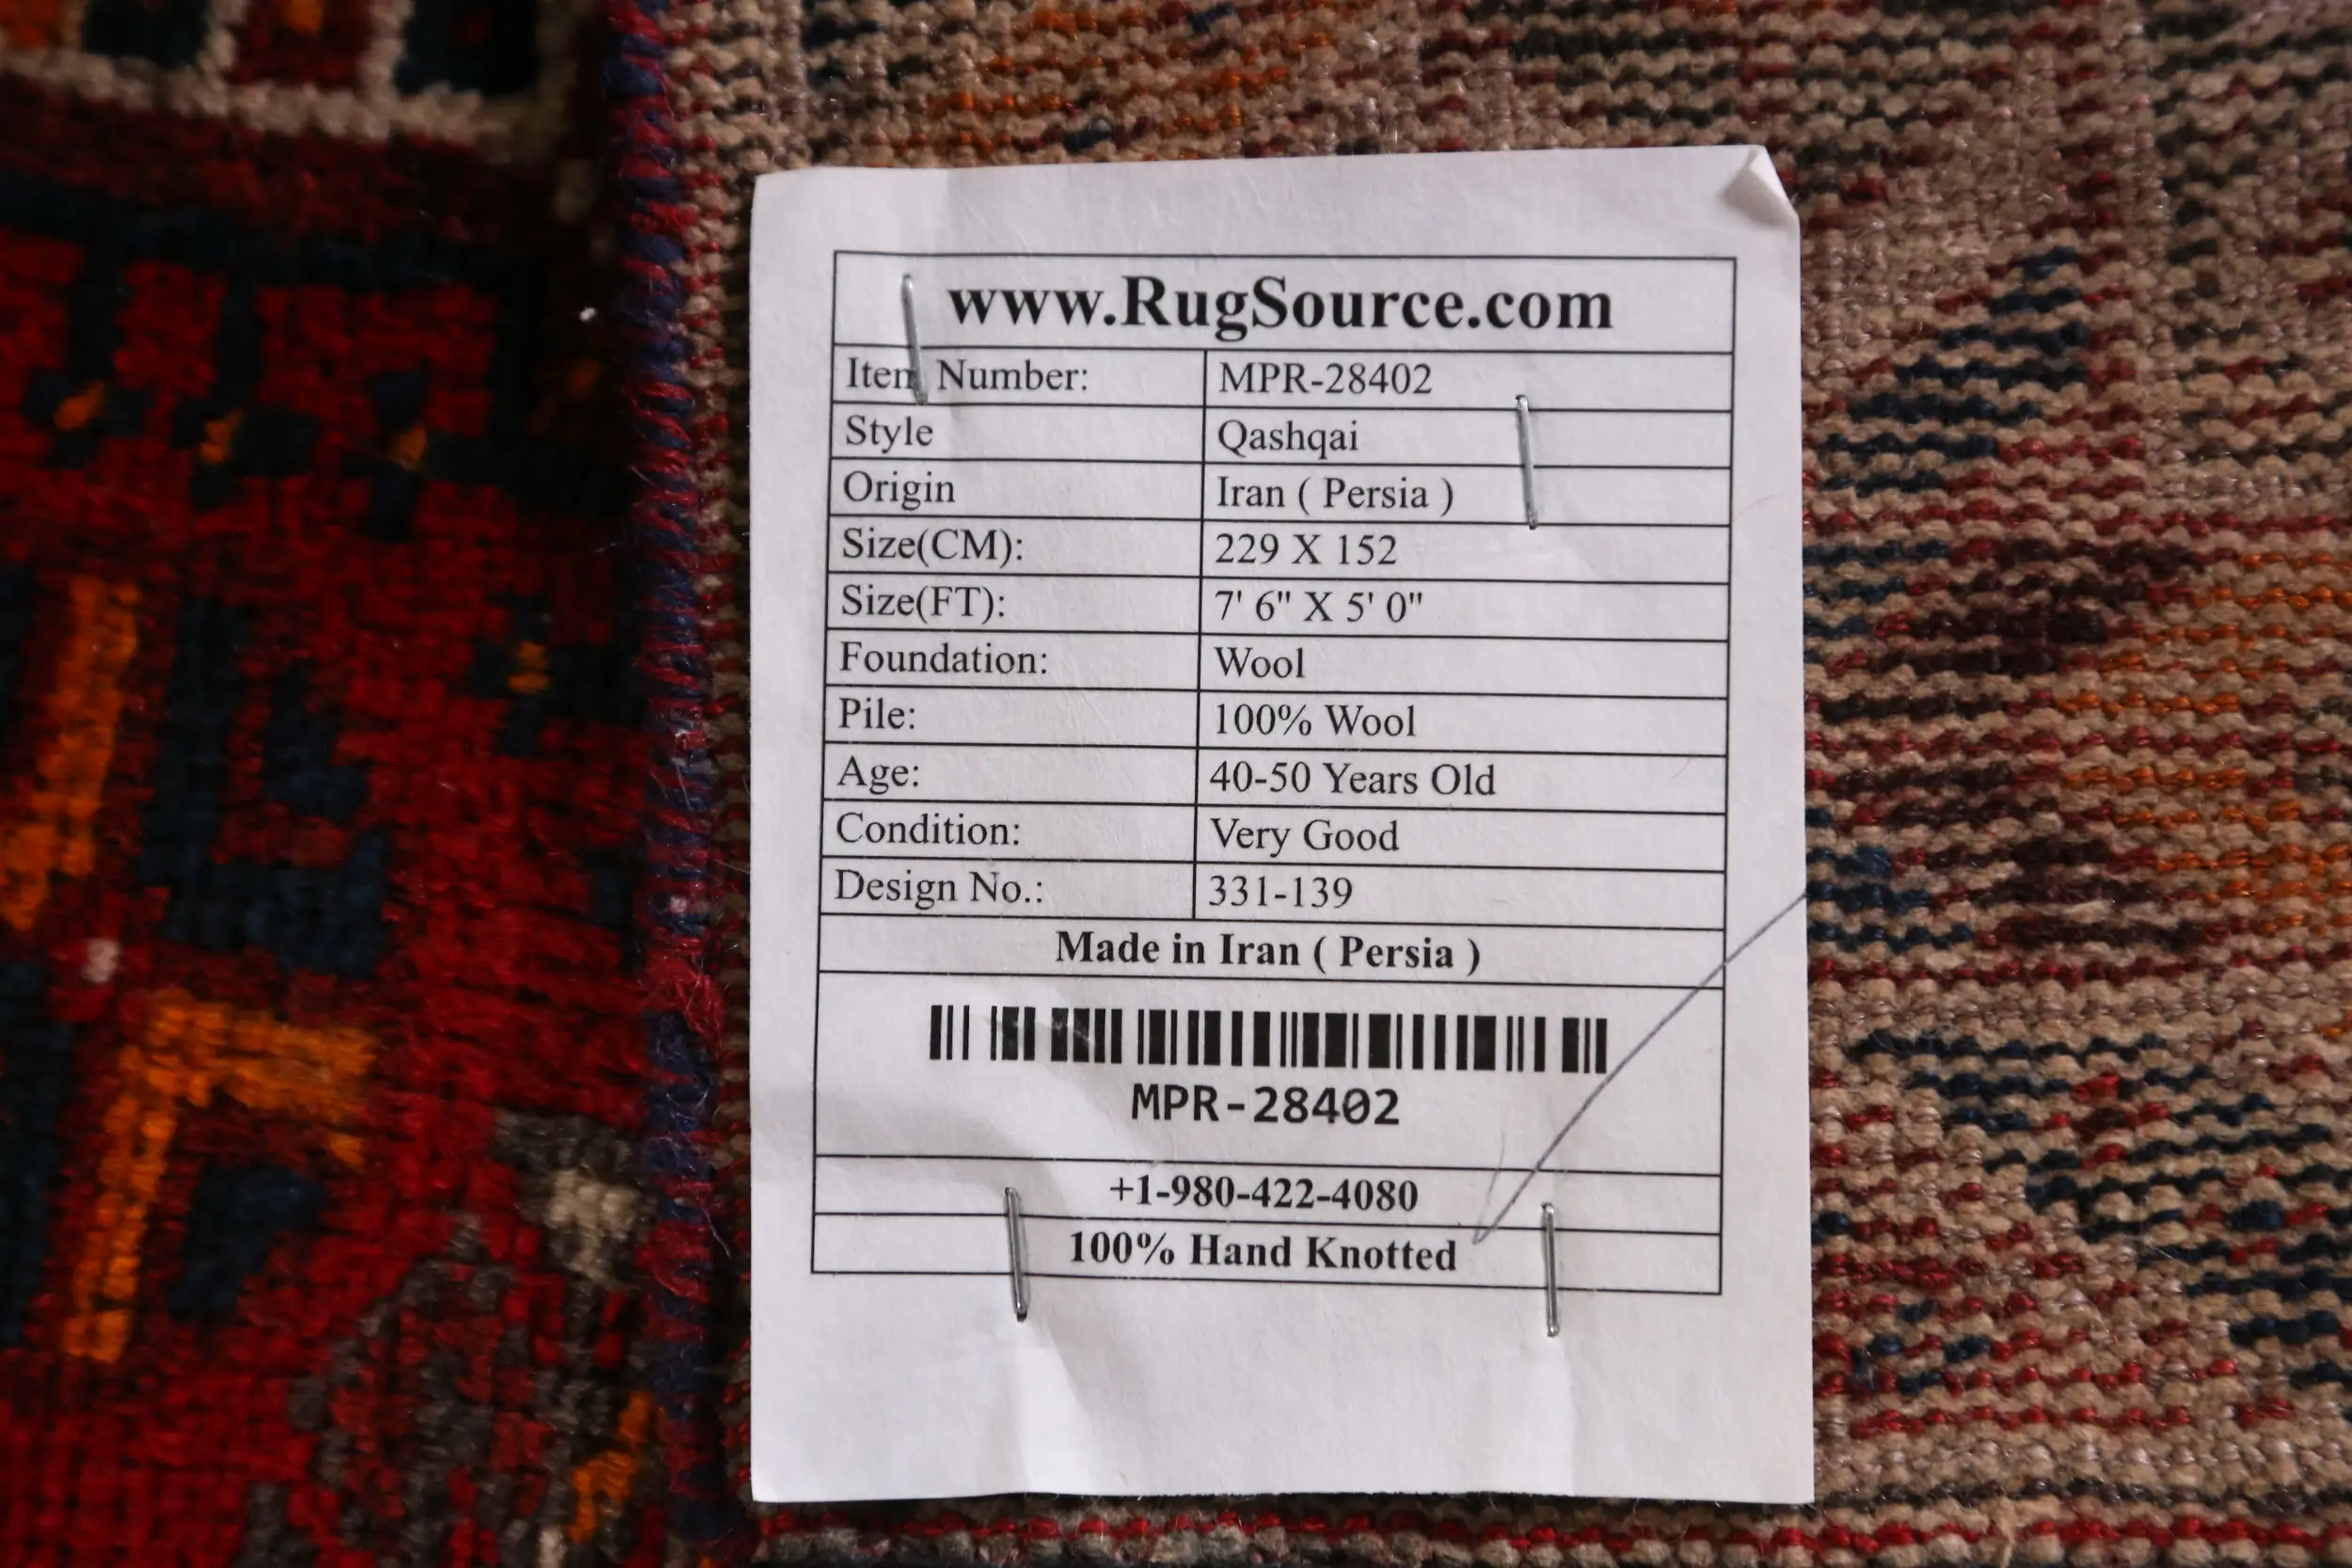 www.RugSource.com
Item Number: MPR-28402
Style Qashqai
Origin Iran ( Persia )
Size(CM): 229 X 152
Size(FT): 7' 6" X 5' 0"
Foundation: Wool
Pile: 100% Wool
Age: 40-50 Years Old
Condition: Very Good
Design No.: 331-139
Made in Iran ( Persia )
MPR-28402
+1-980-422-4080
100% Hand Knotted